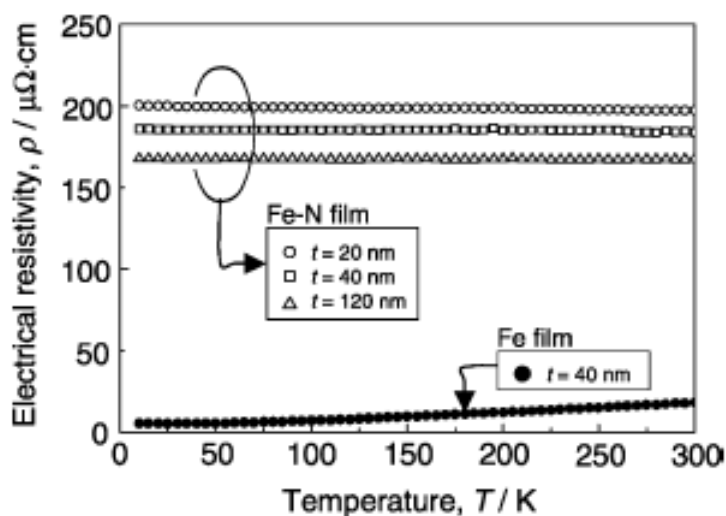 250
200
150
100
50
0
Electrical resistivity, ρ / μΩ·cm
Fe-N film
t = 20 nm
t = 40 nm
t = 120 nm
Fe film
t = 40 nm
0 50 100 150 200 250 300
Temperature, T / K